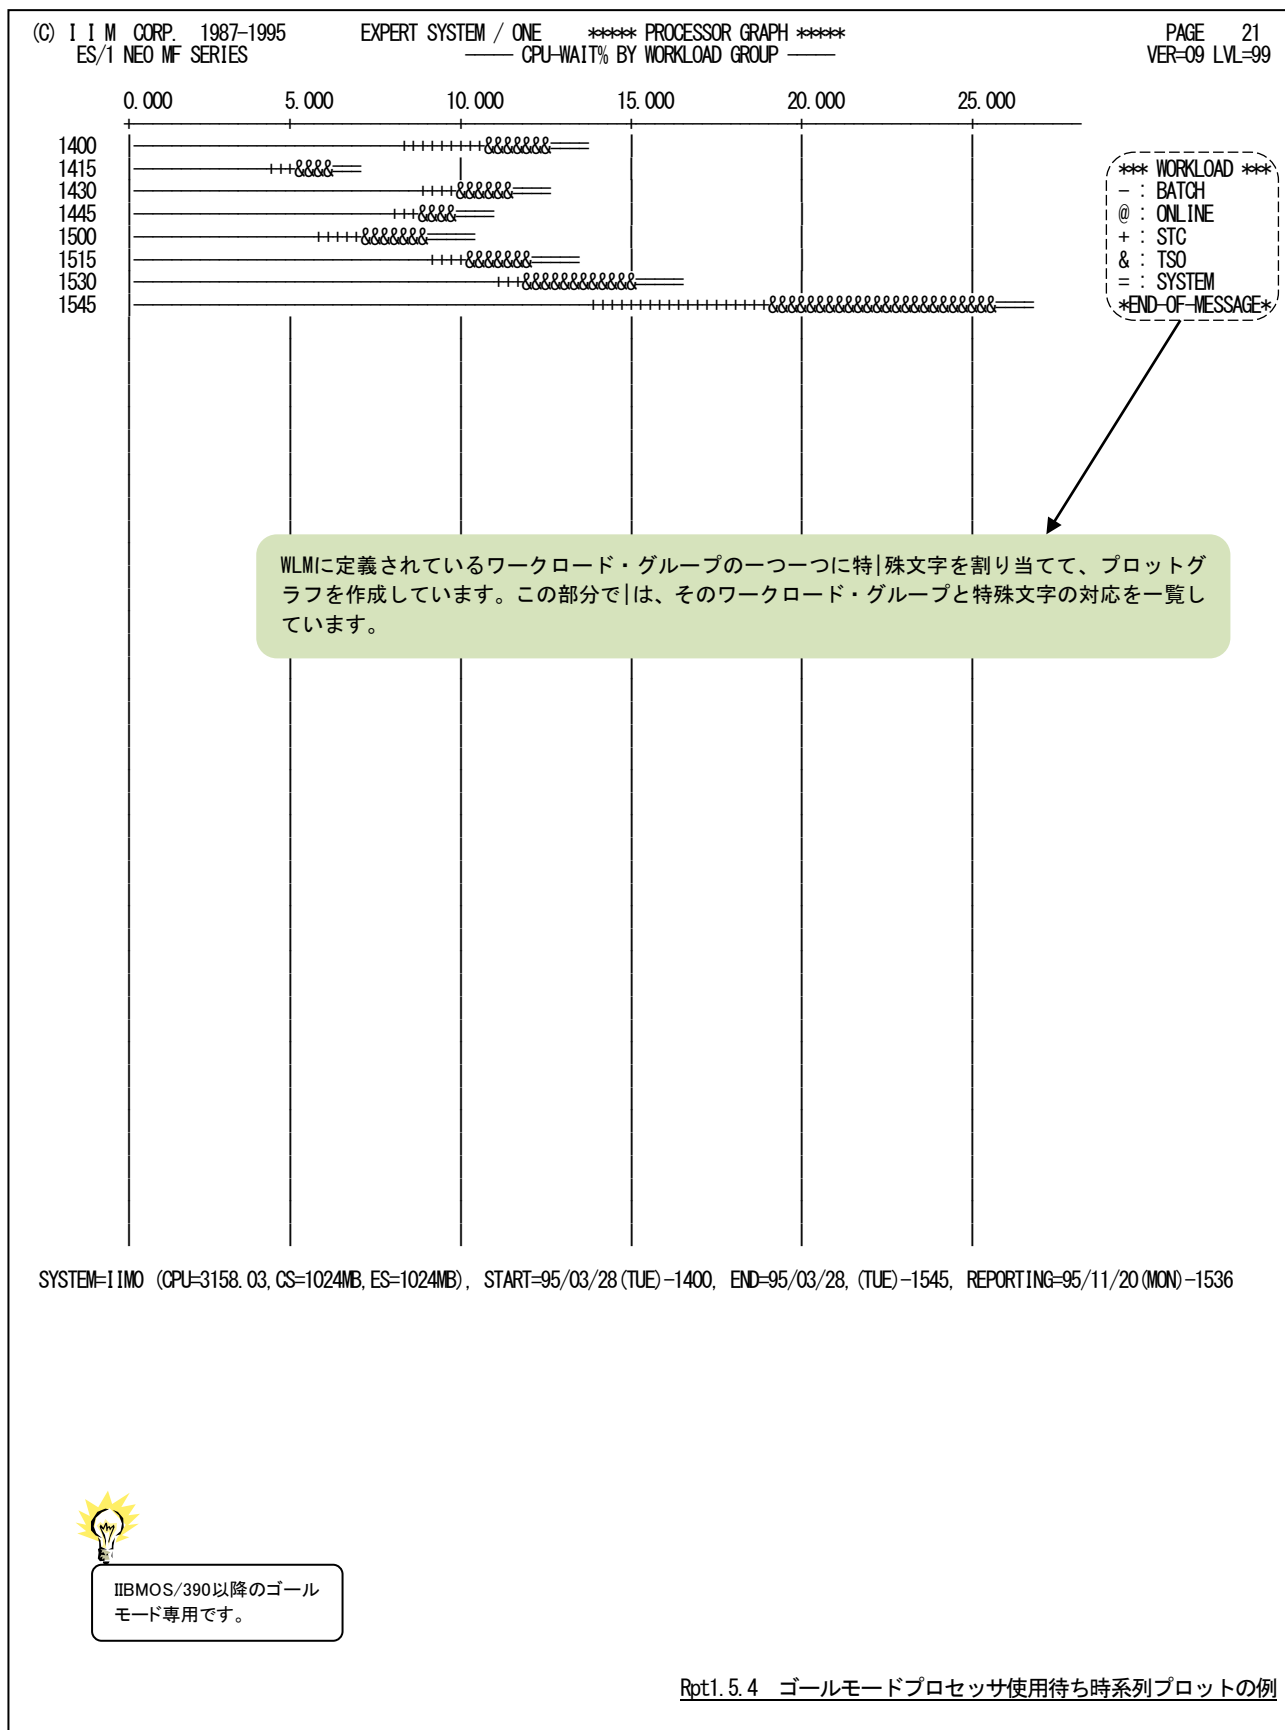 (C) I I M CORP. 1987-1995 EXPERT SYSTEM / ONE ***** PROCESSOR GRAPH ***** PAGE 21
ES/1 NEO MF SERIES ----- CPU-WAIT% BY WORKLOAD GROUP ----- VER=09 LVL=99
0.000 5.000 10.000 15.000 20.000 25.000
1400
1415
1430
1445
1500
1515
1530
1545
*** WORKLOAD ***
- : BATCH
@ : ONLINE
+ : STC
& : TSO
= : SYSTEM
*END-OF-MESSAGE*
WLMに定義されているワークロード・グループの一つ一つに特殊文字を割り当てて、プロットグ
ラフを作成しています。この部分では、そのワークロード・グループと特殊文字の対応を一覧し
ています。
SYSTEM=IIMO (CPU=3158.03,CS=1024MB,ES=1024MB), START=95/03/28(TUE)-1400, END=95/03/28,(TUE)-1545, REPORTING=95/11/20(MON)-1536
IIBMOS/390以降のゴール
モード専用です。
Rpt1.5.4 ゴールモードプロセッサ使用待ち時系列プロットの例